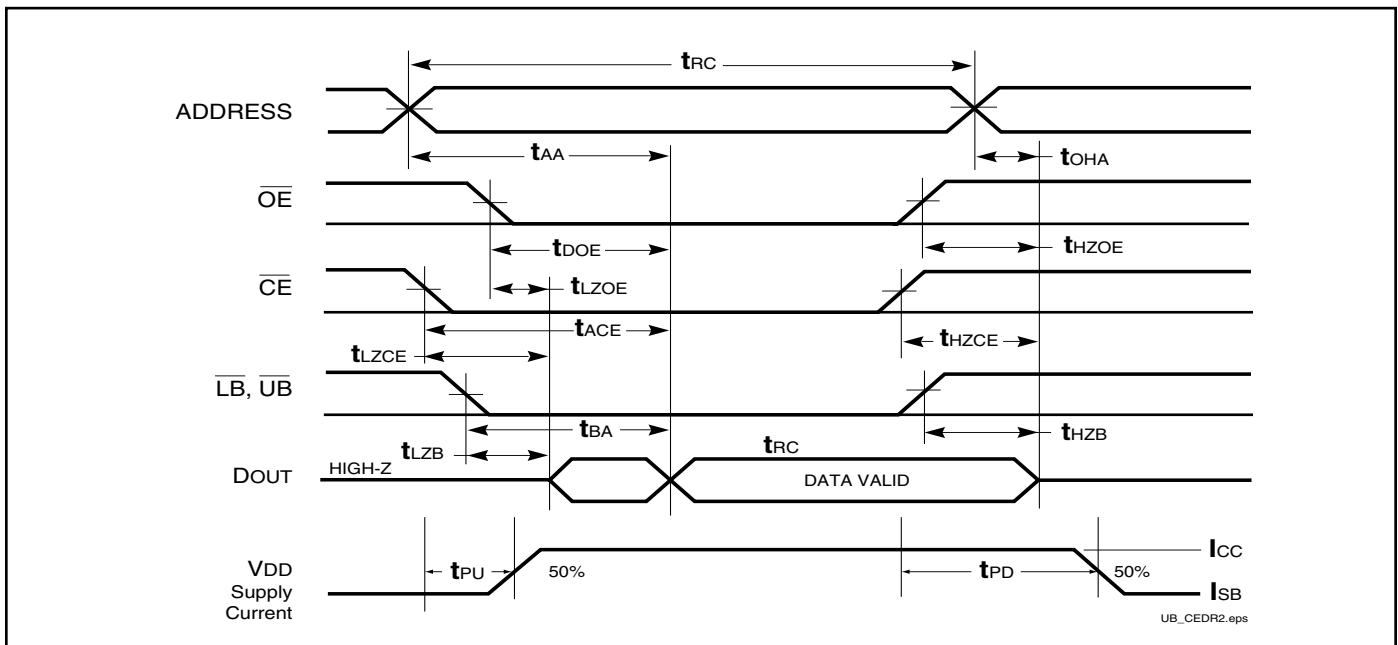 tRC
ADDRESS
tAA
tOHA
OE
tDOE
tHZOE
CE
tLZOE
tACE
tHZCE
tLZCE
LB, UB
tBA
tHZB
tLZB
tRC
DOUT
HIGH-Z
DATA VALID
ICC
tPU
50%
tPD
50%
VDD
Supply
Current
ISB
UB_CEDR2.eps